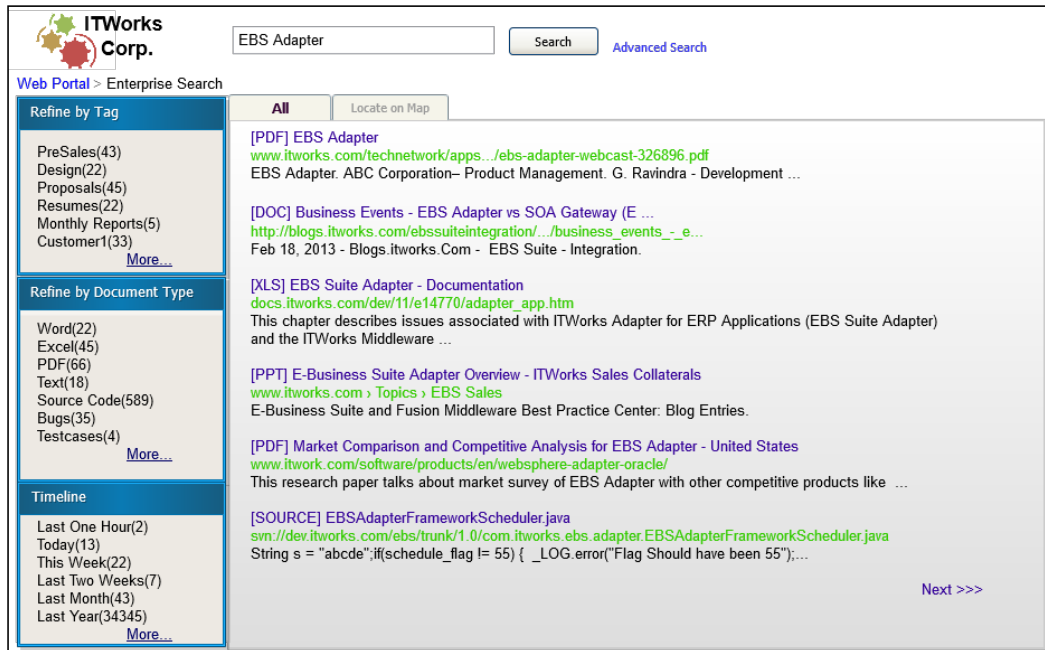 ITWorks
Corp.
EBS Adapter
Search
Advanced Search
Web Portal > Enterprise Search
Refine by Tag
PreSales(43)
Design(22)
Proposals(45)
Resumes(22)
Monthly Reports(5)
Customer1(33)
More...
Refine by Document Type
Word(22)
Excel(45)
PDF(66)
Text(18)
Source Code(589)
Bugs(35)
Testcases(4)
More...
Timeline
Last One Hour(2)
Today(13)
This Week(22)
Last Two Weeks(7)
Last Month(43)
Last Year(34345)
More...
All
Locate on Map
[PDF] EBS Adapter
www.itworks.com/technetwork/apps.../ebs-adapter-webcast-326896.pdf
EBS Adapter. ABC Corporation– Product Management. G. Ravindra - Development ...
[DOC] Business Events - EBS Adapter vs SOA Gateway (E ...
http://blogs.itworks.com/ebssuiteintegration/.../business_events_-_e...
Feb 18, 2013 - Blogs.itworks.Com - EBS Suite - Integration.
[XLS] EBS Suite Adapter - Documentation
docs.itworks.com/dev/11/e14770/adapter_app.htm
This chapter describes issues associated with ITWorks Adapter for ERP Applications (EBS Suite Adapter)
and the ITWorks Middleware ...
[PPT] E-Business Suite Adapter Overview - ITWorks Sales Collaterals
www.itworks.com › Topics › EBS Sales
E-Business Suite and Fusion Middleware Best Practice Center: Blog Entries.
[PDF] Market Comparison and Competitive Analysis for EBS Adapter - United States
www.itwork.com/software/products/en/websphere-adapter-oracle/
This research paper talks about market survey of EBS Adapter with other competitive products like ...
[SOURCE] EBSAdapterFrameworkScheduler.java
svn://dev.itworks.com/ebs/trunk/1.0/com.itworks.ebs.adapter.EBSAdapterFrameworkScheduler.java
String s = "abcde";if(schedule_flag != 55) { _LOG.error("Flag Should have been 55");...
Next >>>